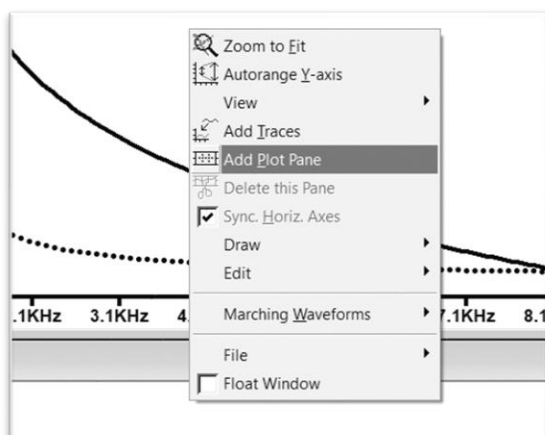 Zoom to Fit
Autorange Y-axis
View
Add Traces
Add Plot Pane
Delete this Pane
Sync. Horiz. Axes
Draw
Edit
.1KHz 3.1KHz 4. 7.1KHz 8.1
Marching Waveforms
File
Float Window